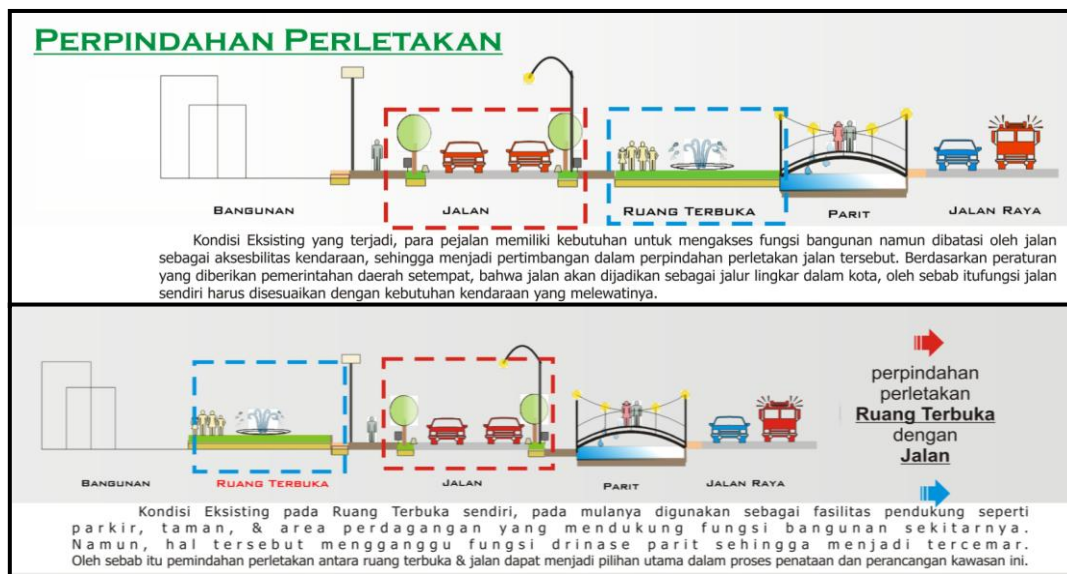 PERPINDAHAN PERLETAKAN
BANGUNAN JALAN RUANG TERBUKA PARIT JALAN RAYA
Kondisi Eksisting yang terjadi, para pejalan memiliki kebutuhan untuk mengakses fungsi bangunan namun dibatasi oleh jalan
sebagai aksesbilitas kendaraan, sehingga menjadi pertimbangan dalam perpindahan perletakan jalan tersebut. Berdasarkan peraturan
yang diberikan pemerintahan daerah setempat, bahwa jalan akan dijadikan sebagai jalur lingkar dalam kota, oleh sebab itufungsi jalan
sendiri harus disesuaikan dengan kebutuhan kendaraan yang melewatinya.
perpindahan
perletakan
Ruang Terbuka
dengan
Jalan
BANGUNAN RUANG TERBUKA JALAN PARIT JALAN RAYA
Kondisi Eksisting pada Ruang Terbuka sendiri, pada mulanya digunakan sebagai fasilitas pendukung seperti
parkir, taman, & area perdagangan yang mendukung fungsi bangunan sekitarnya.
Namun, hal tersebut mengganggu fungsi drinase parit sehingga menjadi tercemar.
Oleh sebab itu pemindahan perletakan antara ruang terbuka & jalan dapat menjadi pilihan utama dalam proses penataan dan perancangan kawasan ini.